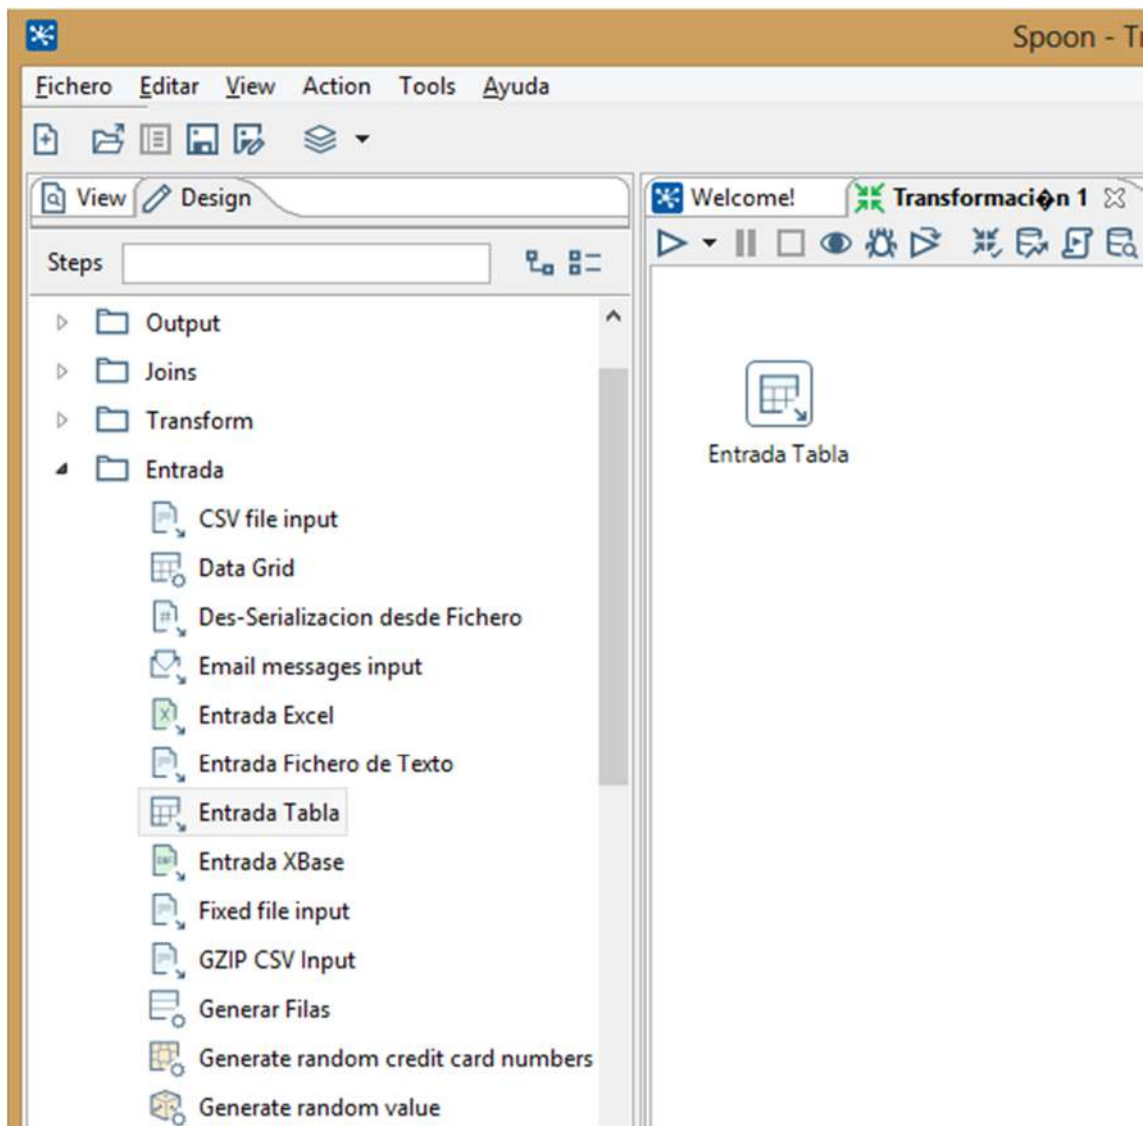 Spoon - Tr
Fichero Editar View Action Tools Ayuda
View Design
Welcome! Transformaci�n 1
Steps
Output
Joins
Transform
Entrada
CSV file input
Data Grid
Des-Serializacion desde Fichero
Email messages input
Entrada Excel
Entrada Fichero de Texto
Entrada Tabla
Entrada XBase
Fixed file input
GZIP CSV Input
Generar Filas
Generate random credit card numbers
Generate random value
Entrada Tabla